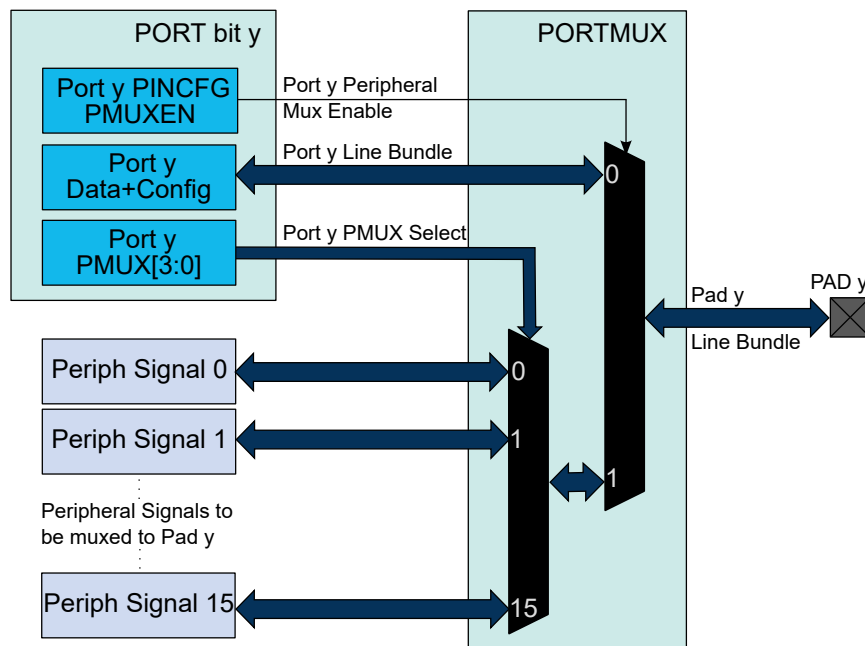 PORT bit y
PORTMUX
Port y PINCFG
PMUXEN
Port y Peripheral
Mux Enable
Port y
Data+Config
Port y Line Bundle
0
Port y
PMUX[3:0]
Port y PMUX Select
Pad y
Line Bundle
PAD y
Periph Signal 0
0
Periph Signal 1
1
1
Peripheral Signals to
be muxed to Pad y
Periph Signal 15
15